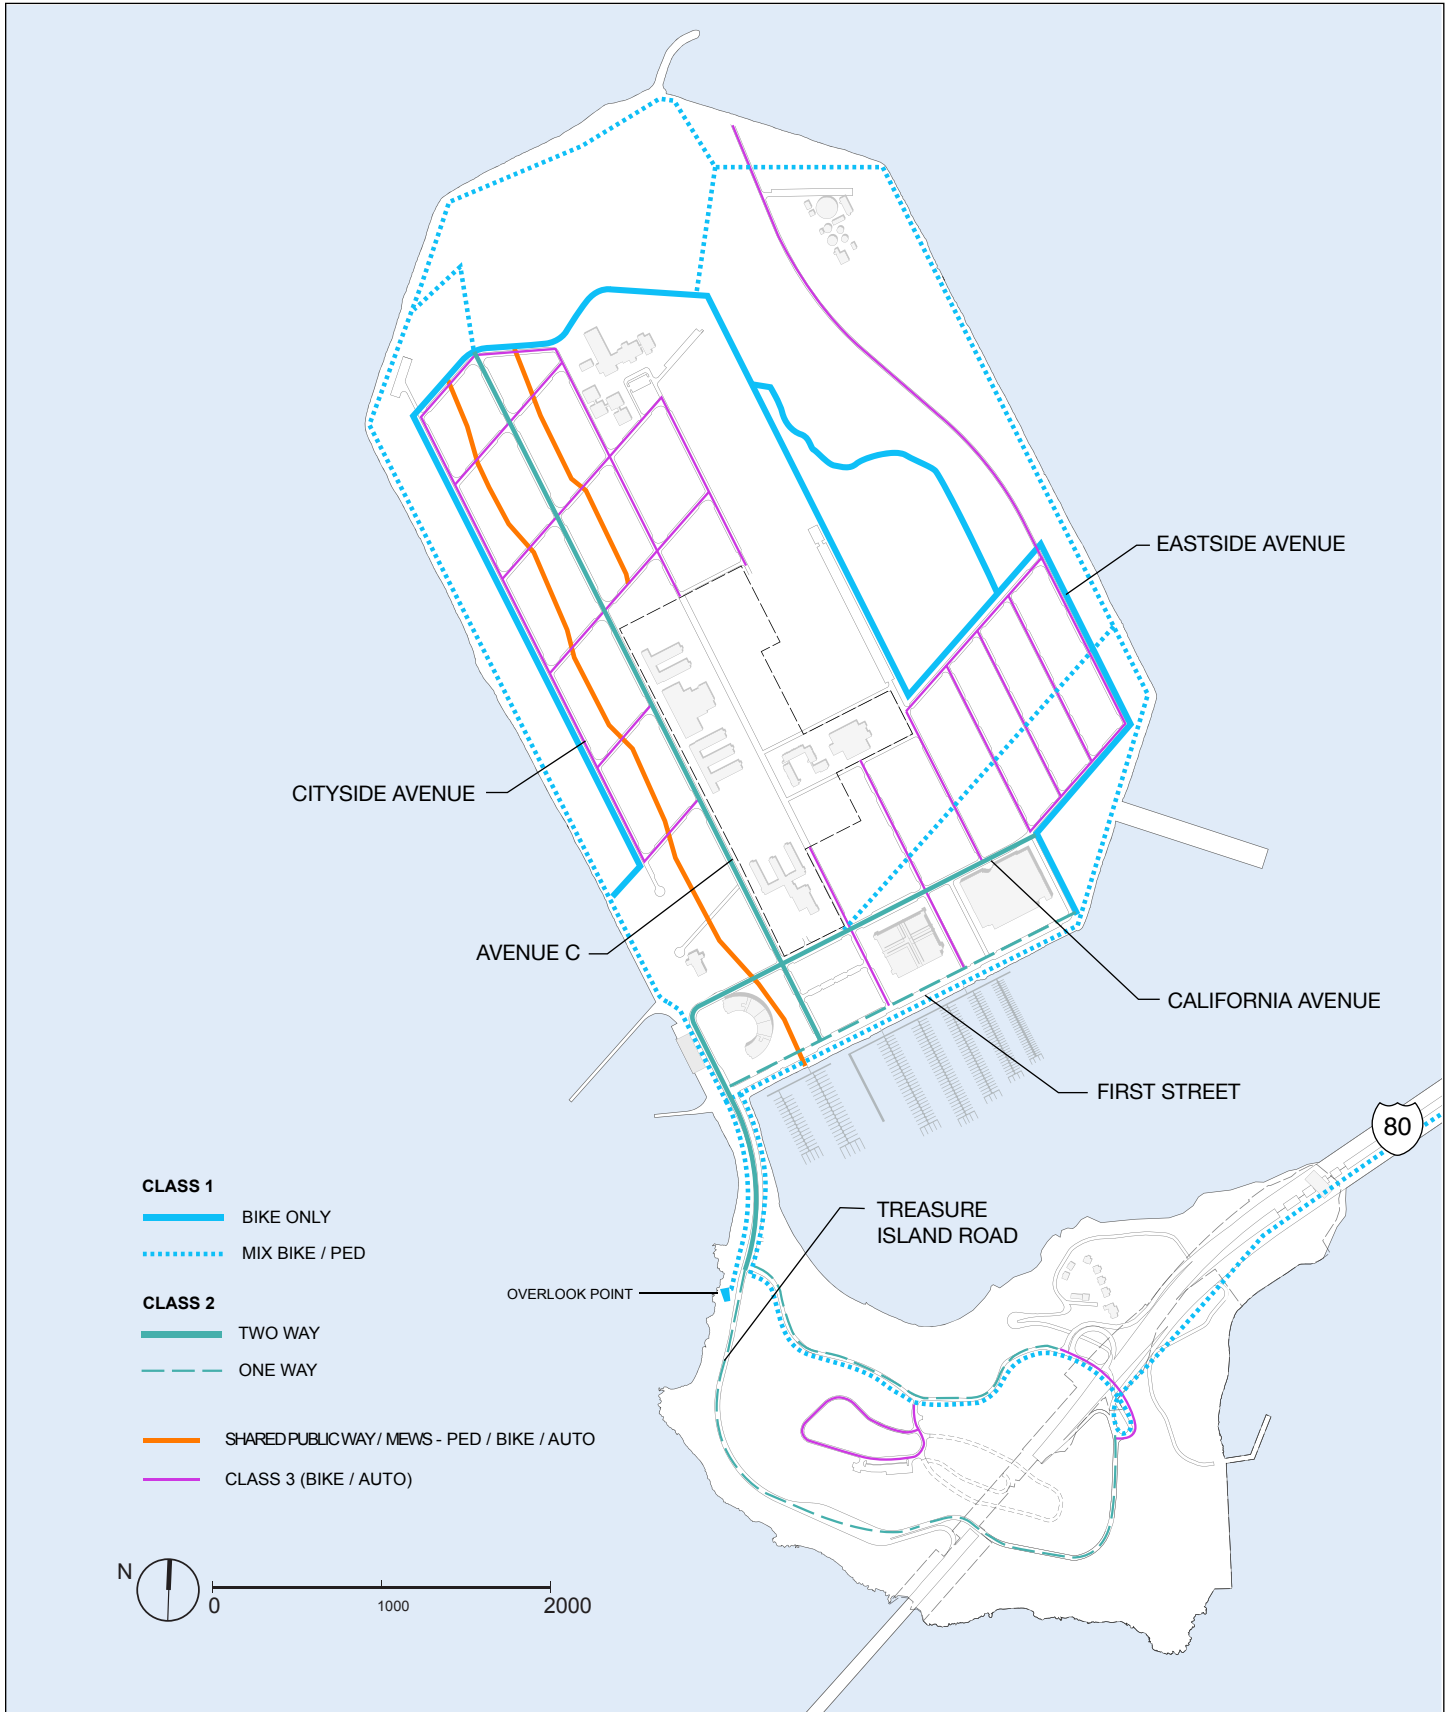 EASTSIDE AVENUE
CITYSIDE AVENUE
AVENUE C
CALIFORNIA AVENUE
FIRST STREET
80
TREASURE
ISLAND ROAD
OVERLOOK POINT
CLASS 1
BIKE ONLY
MIX BIKE / PED
CLASS 2
TWO WAY
ONE WAY
SHARED PUBLIC WAY / MEWS - PED / BIKE / AUTO
CLASS 3 (BIKE / AUTO)
N
0
1000
2000